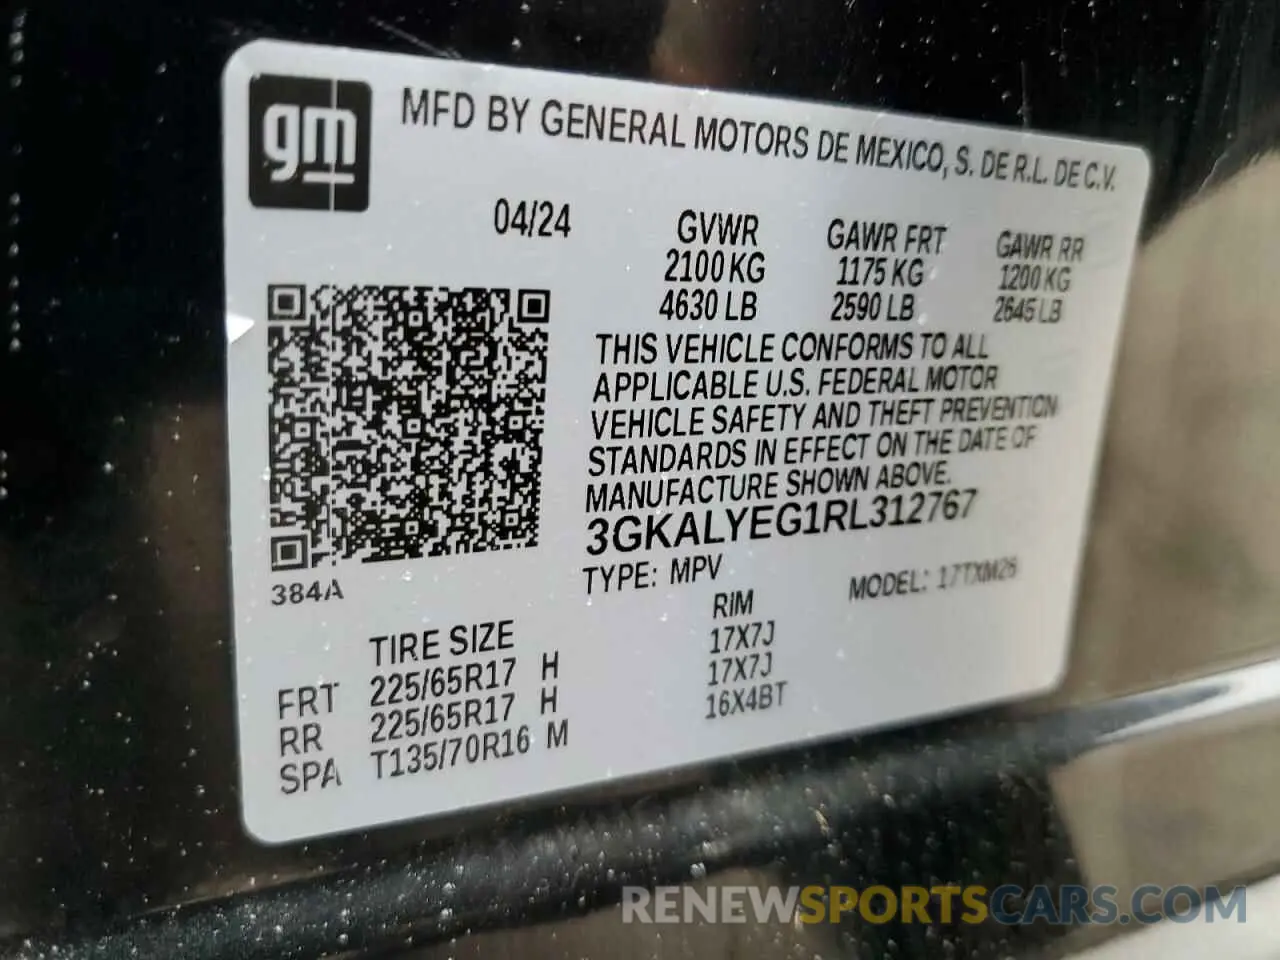 gm
MFD BY GENERAL MOTORS DE MEXICO, S. DE R.L. DE C.V.
04/24 GVWR GAWR FRT GAWR RR
2100 KG 1175 KG 1200 KG
4630 LB 2590 LB 2645 LB
THIS VEHICLE CONFORMS TO ALL
APPLICABLE U.S. FEDERAL MOTOR
VEHICLE SAFETY AND THEFT PREVENTION
STANDARDS IN EFFECT ON THE DATE OF
MANUFACTURE SHOWN ABOVE.
3GKALYEG1RL312767
384A
TYPE: MPV MODEL: 17TXM26
TIRE SIZE RIM
FRT 225/65R17 H 17X7J
RR 225/65R17 H 17X7J
SPA T135/70R16 M 16X4BT
RENEWSPORTSCARS.COM